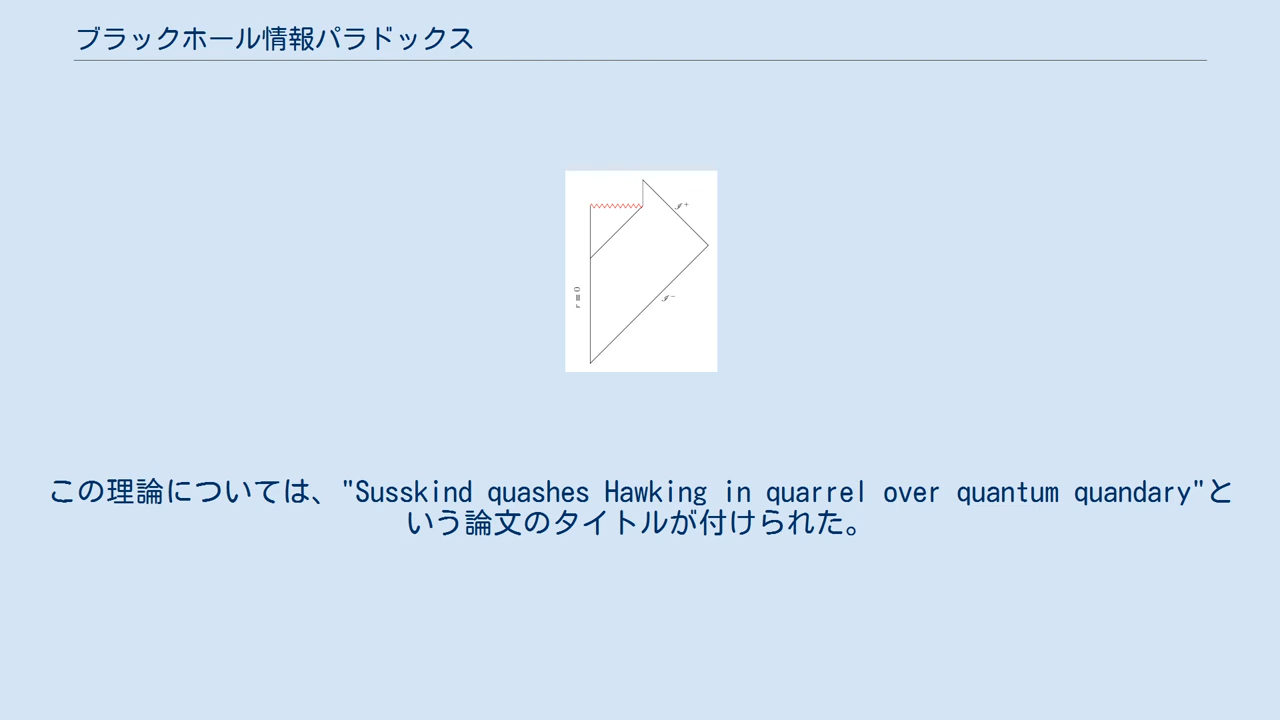 ブラックホール情報パラドックス
𝓘⁺
r=0
𝓘⁻
この理論については、"Susskind quashes Hawking in quarrel over quantum quandary"と
いう論文のタイトルが付けられた。